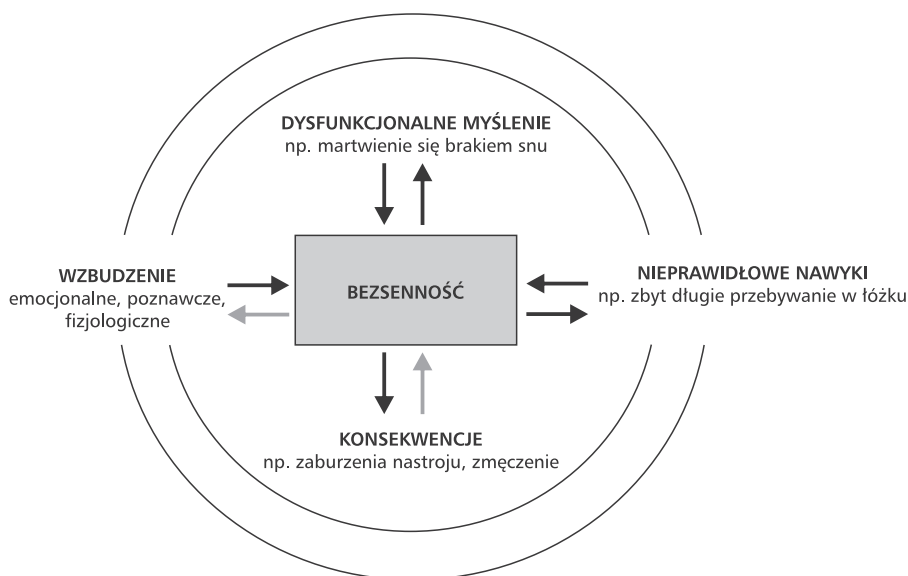 DYSFUNKCJONALNE MYŚLENIE
np. martwienie się brakiem snu
WZBUDZENIE
emocjonalne, poznawcze,
fizjologiczne
BEZSENNOŚĆ
NIEPRAWIDŁOWE NAWYKI
np. zbyt długie przebywanie w łóżku
KONSEKWENCJE
np. zaburzenia nastroju, zmęczenie